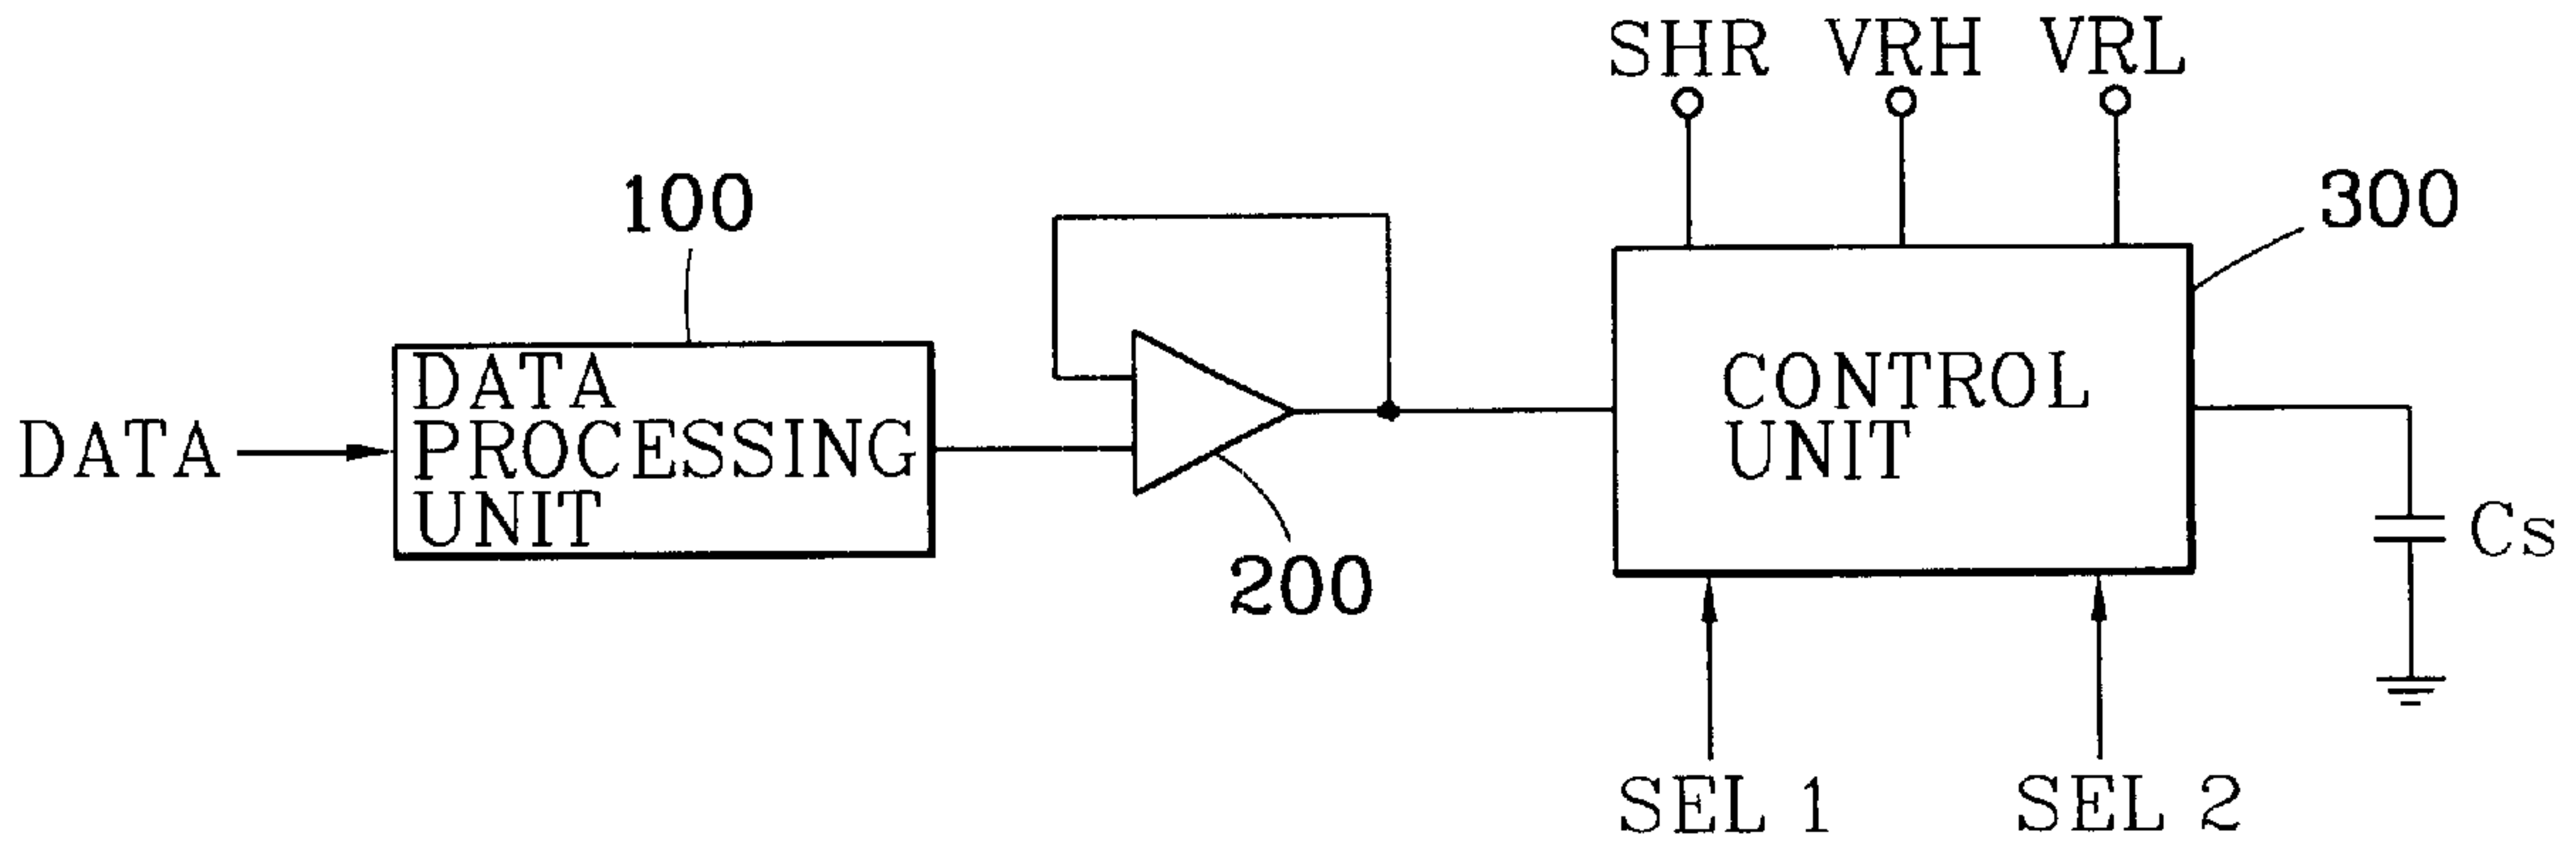 SHR VRH VRL
100
300
DATA
DATA
PROCESSING
UNIT
CONTROL
UNIT
200
Cs
SEL 1
SEL 2